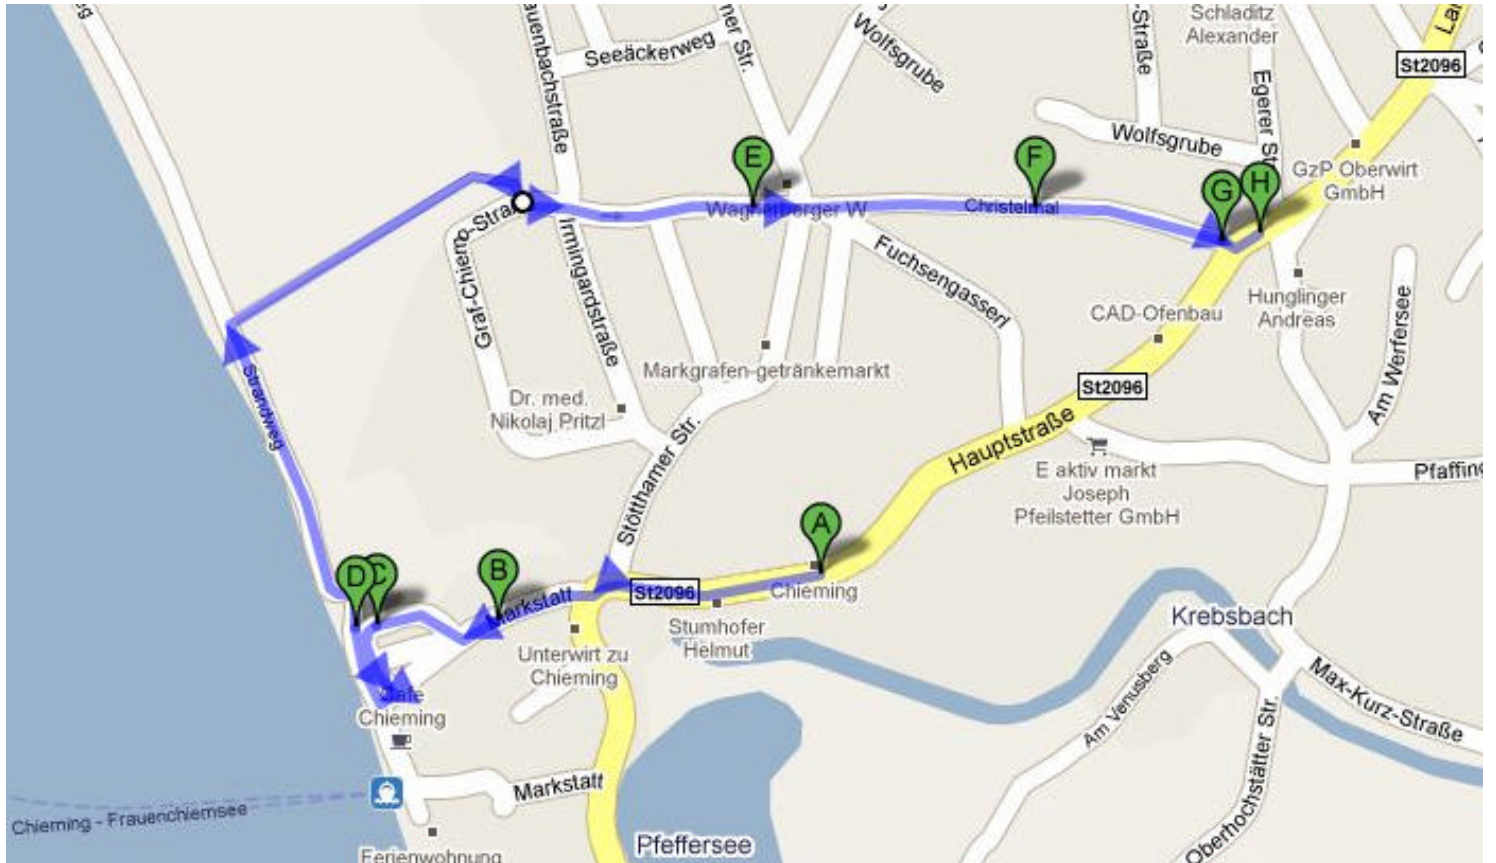 Schladitz
Alexander
Seeäckerweg
Wolfsgrube
St2096
Egerer St
Wolfsgrube
E
F
GzP Oberwirt
GmbH
G
H
Christelmal
Irmingardstraße
Fuchsengasserl
Hunglinger
Andreas
CAD-Ofenbau
Markgrafen-getränkemarkt
St2096
Am Werfersee
Strandweg
Dr. med.
Nikolaj Pritzl
Stötthamer Str.
Hauptstraße
E aktiv markt
Joseph
Pfeilstetter GmbH
Pfaffing
A
D
C
B
St2096
Chieming
Markstatt
Stumhofer
Helmut
Krebsbach
Unterwirt zu
Chieming
Cafe
Chieming
Am Venusberg
Max-Kurz-Straße
Markstatt
Oberhochstätter Str.
Chieming - Frauenchiemsee
Pfeffersee
Ferienwohnung